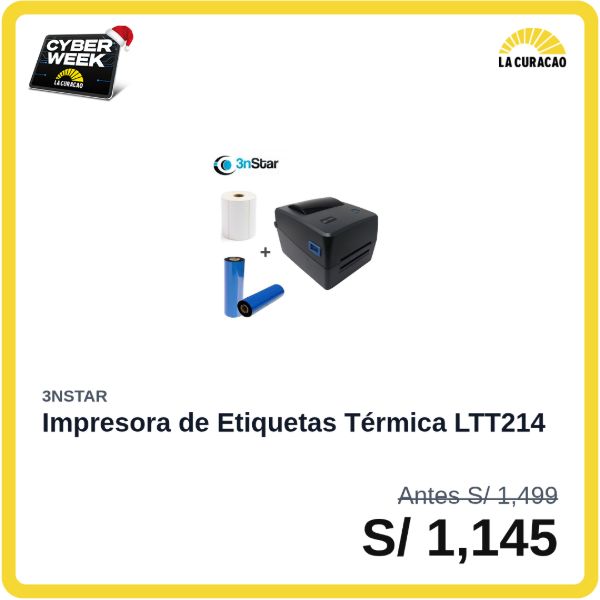 CYBER
WEEK
LA CURACAO
LA CURACAO
3nStar
+
3NSTAR
Impresora de Etiquetas Térmica LTT214
Antes S/ 1,499
S/ 1,145